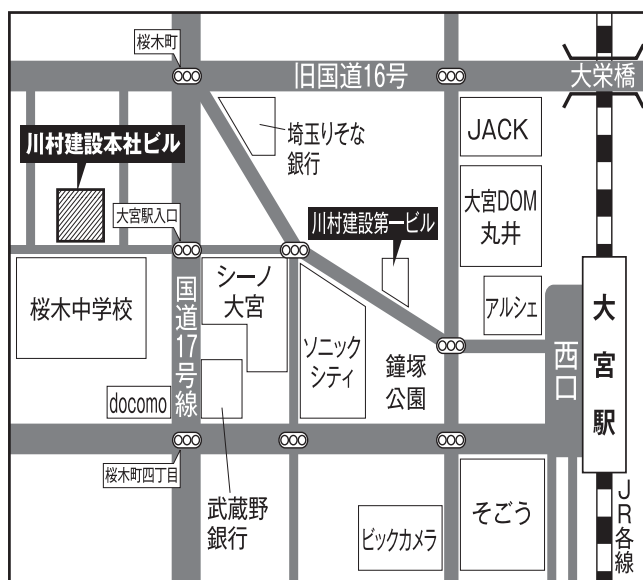 桜木町
旧国道16号
大栄橋
埼玉りそな
銀行
JACK
川村建設本社ビル
大宮DOM
丸井
大宮駅入口
川村建設第一ビル
シーノ
大宮
桜木中学校
国道17号線
アルシェ
ソニック
シティ
鐘塚
公園
西口
大宮駅
docomo
桜木町四丁目
武蔵野
銀行
ビックカメラ
そごう
JR各線